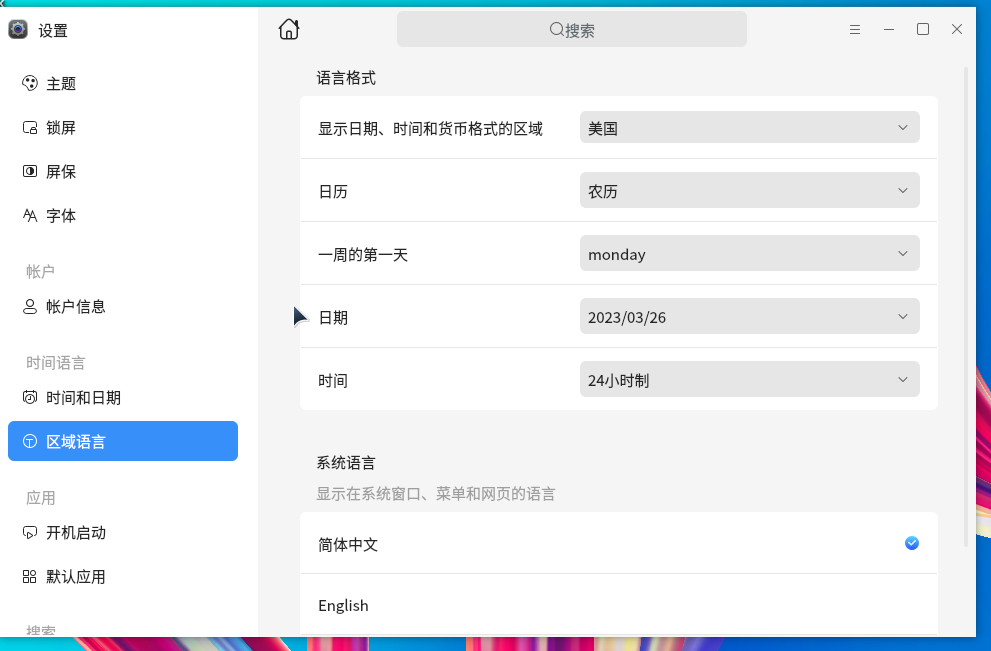 设置
搜索
主题
锁屏
屏保
字体
帐户
帐户信息
时间语言
时间和日期
区域语言
应用
开机启动
默认应用
搜索
语言格式
显示日期、时间和货币格式的区域
美国
日历
农历
一周的第一天
monday
日期
2023/03/26
时间
24小时制
系统语言
显示在系统窗口、菜单和网页的语言
简体中文
English